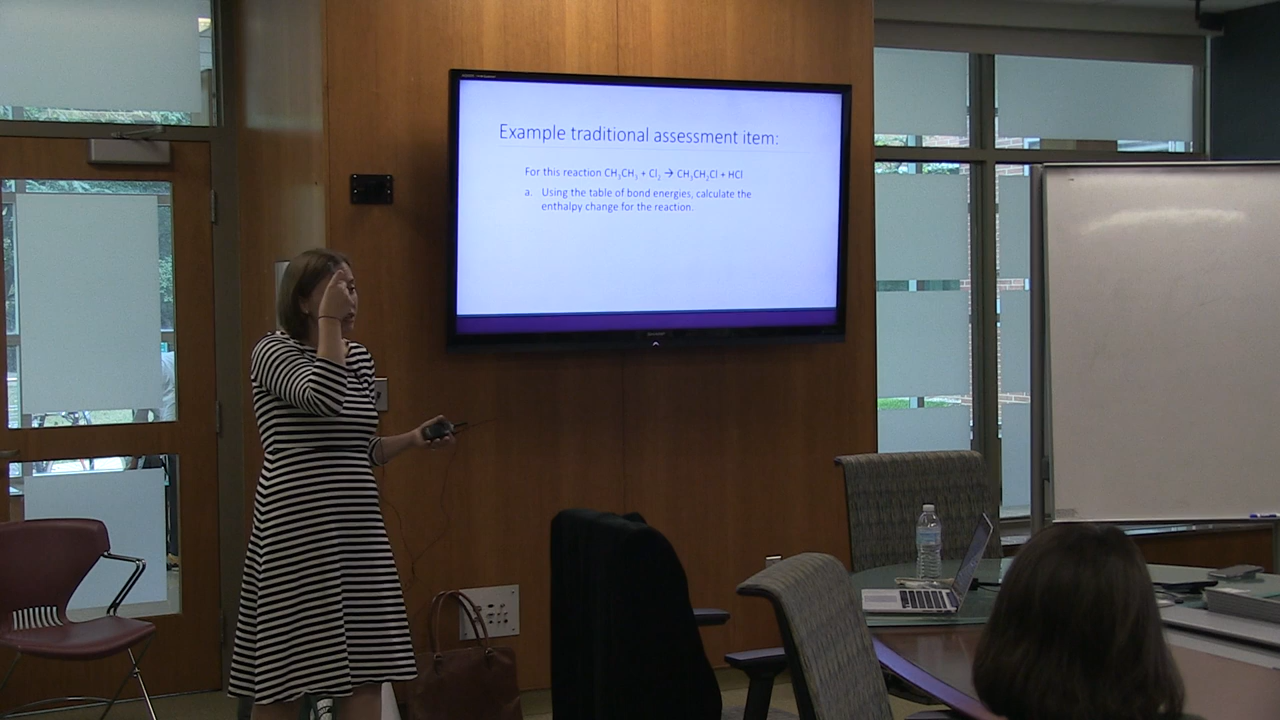 Example traditional assessment item:
For this reaction CH₃CH₃ + Cl₂ → CH₃CH₂Cl + HCl
a. Using the table of bond energies, calculate the
enthalpy change for the reaction.